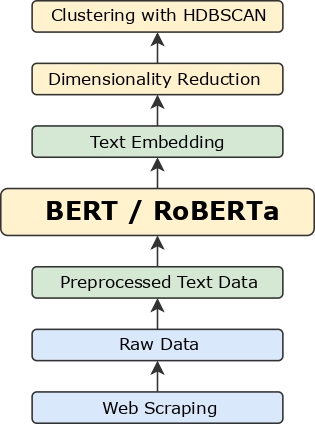 Clustering with HDBSCAN
Dimensionality Reduction
Text Embedding
BERT / RoBERTa
Preprocessed Text Data
Raw Data
Web Scraping